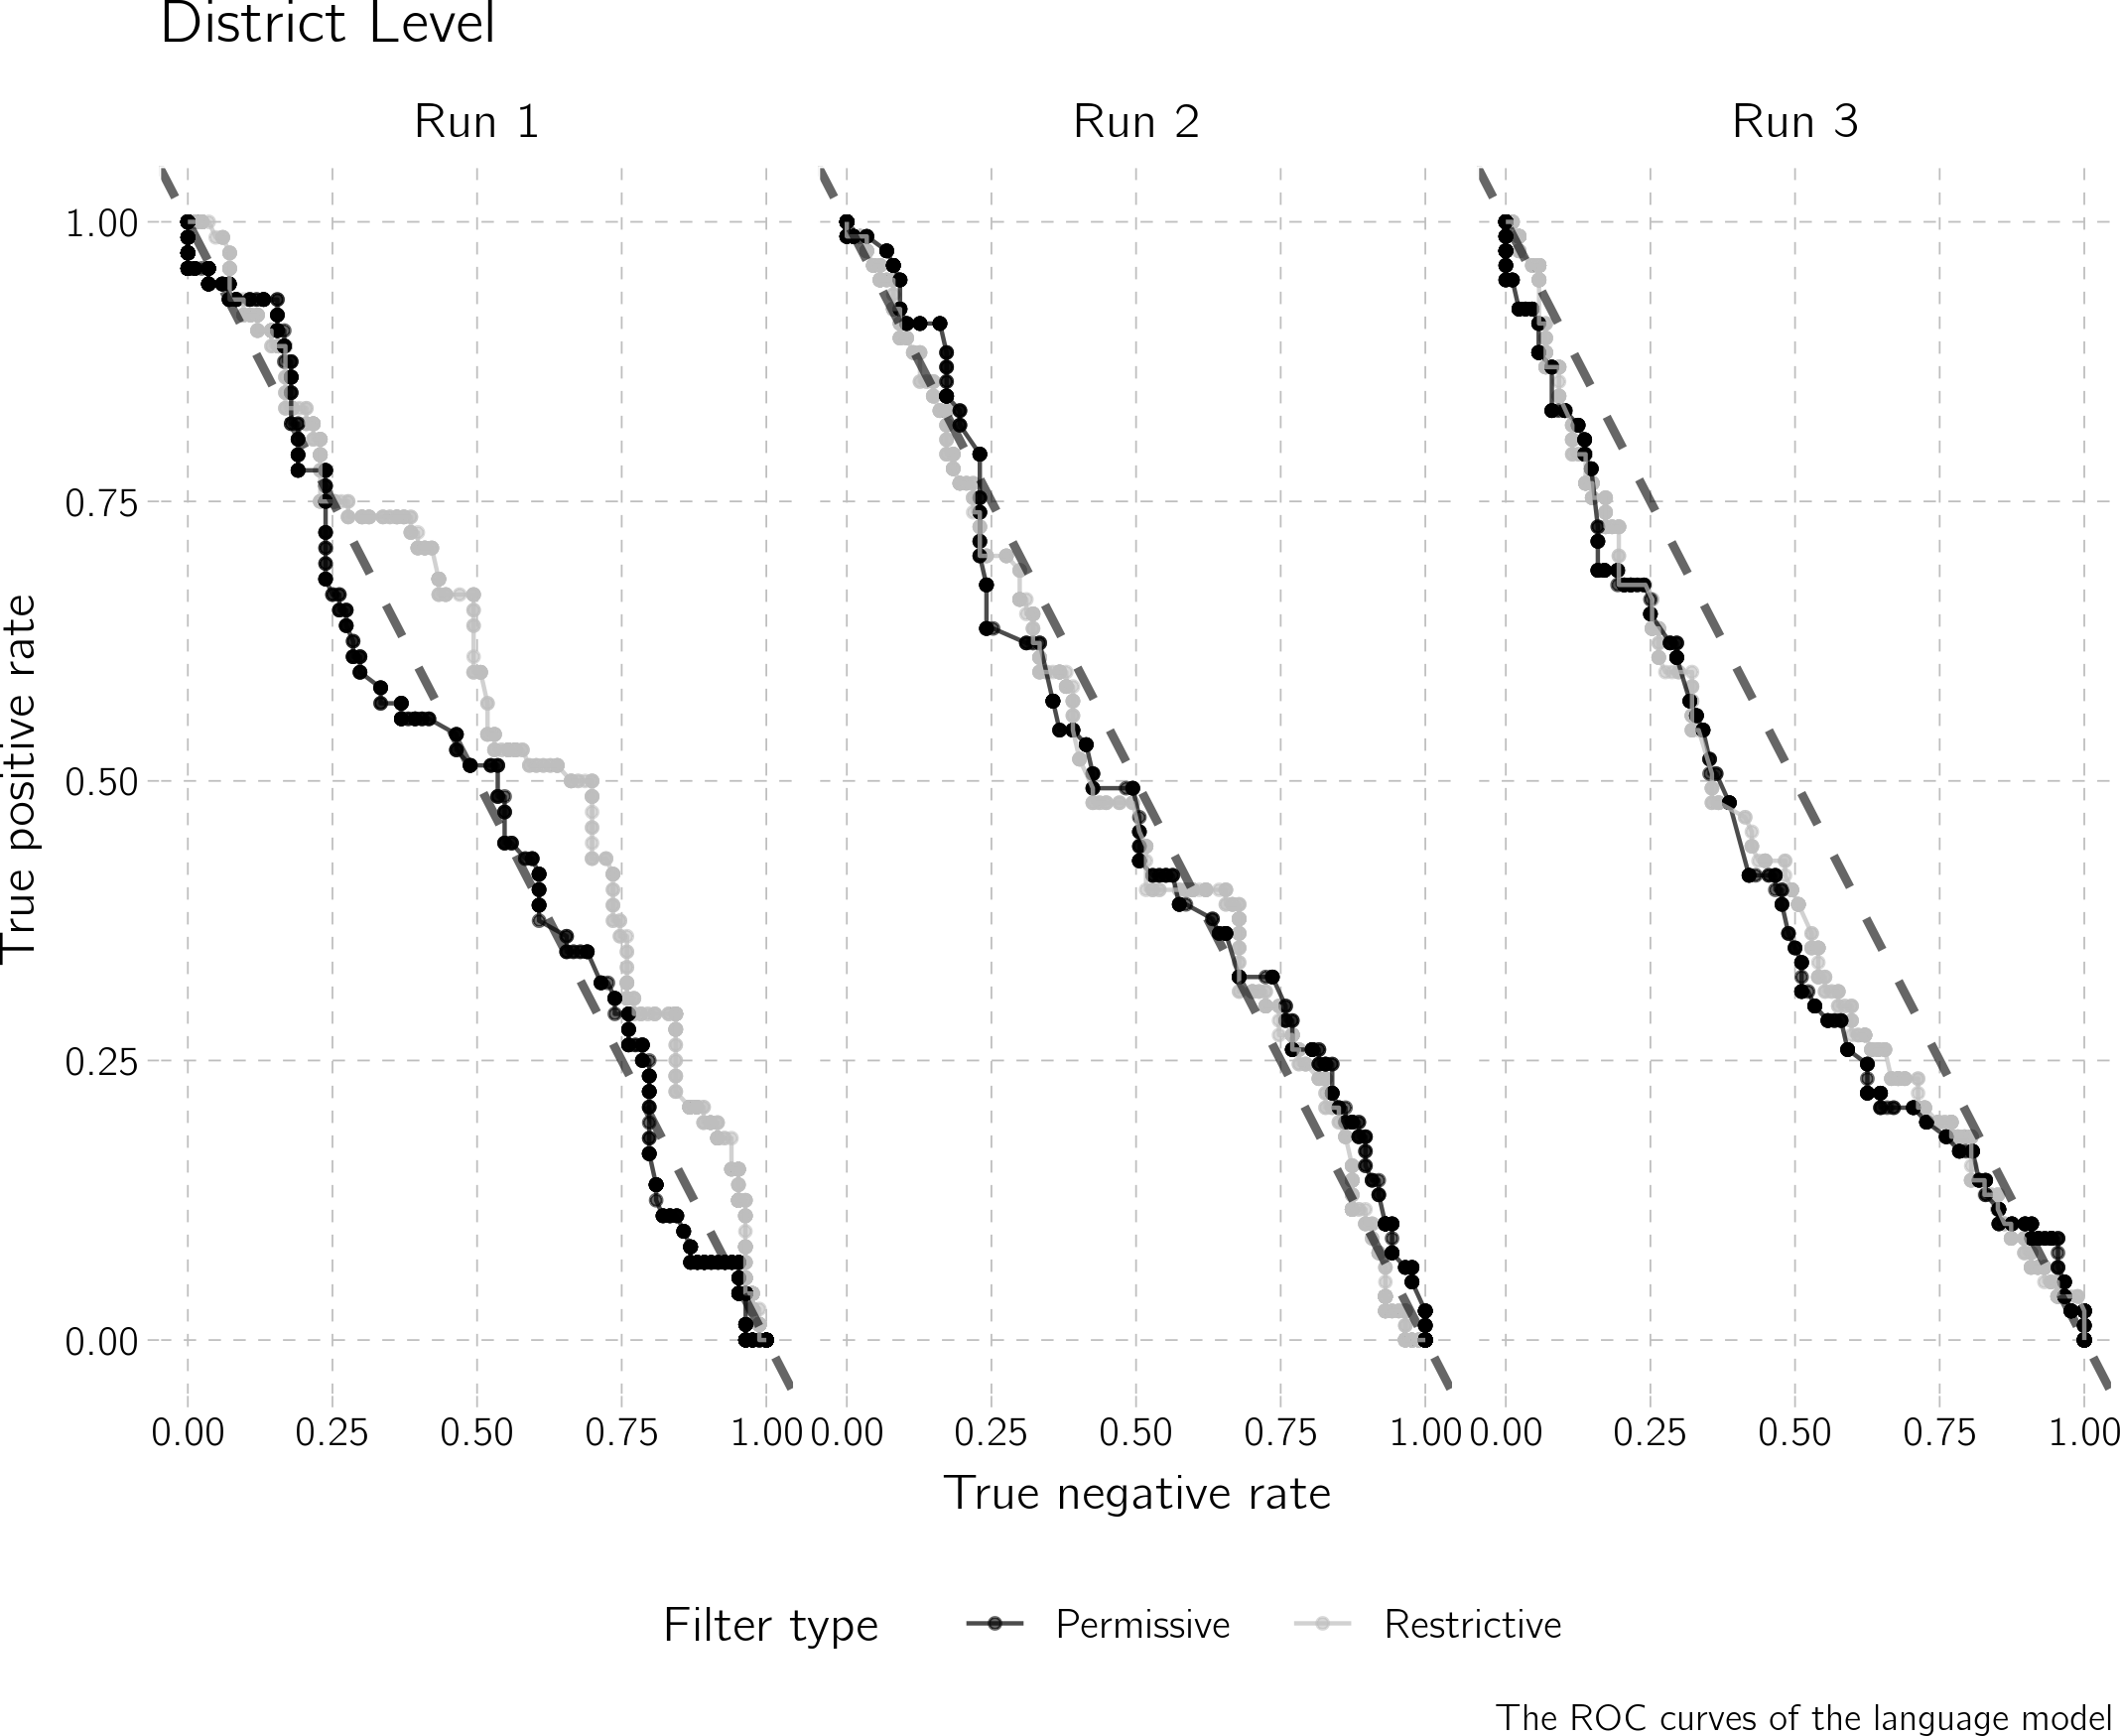 District Level
Run 1 Run 2 Run 3
1.00
0.75
0.50
0.25
0.00
True positive rate
0.00 0.25 0.50 0.75 1.00 0.00 0.25 0.50 0.75 1.00 0.00 0.25 0.50 0.75 1.00
True negative rate
Filter type Permissive Restrictive
The ROC curves of the language model